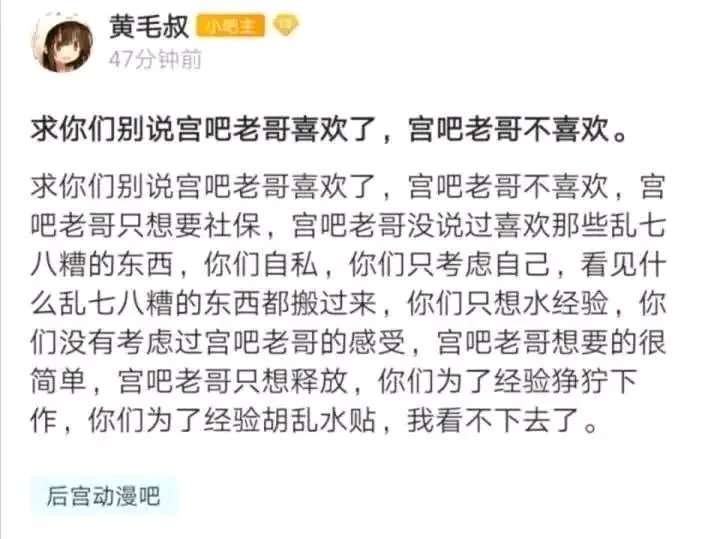 黄毛叔 小吧主 13
47分钟前
求你们别说宫吧老哥喜欢了，宫吧老哥不喜欢。
求你们别说宫吧老哥喜欢了，宫吧老哥不喜欢，宫
吧老哥只想要社保，宫吧老哥没说过喜欢那些乱七
八糟的东西，你们自私，你们只考虑自己，看见什
么乱七八糟的东西都搬过来，你们只想水经验，你
们没有考虑过宫吧老哥的感受，宫吧老哥想要的很
简单，宫吧老哥只想释放，你们为了经验狰狞下
作，你们为了经验胡乱水贴，我看不下去了。
后宫动漫吧